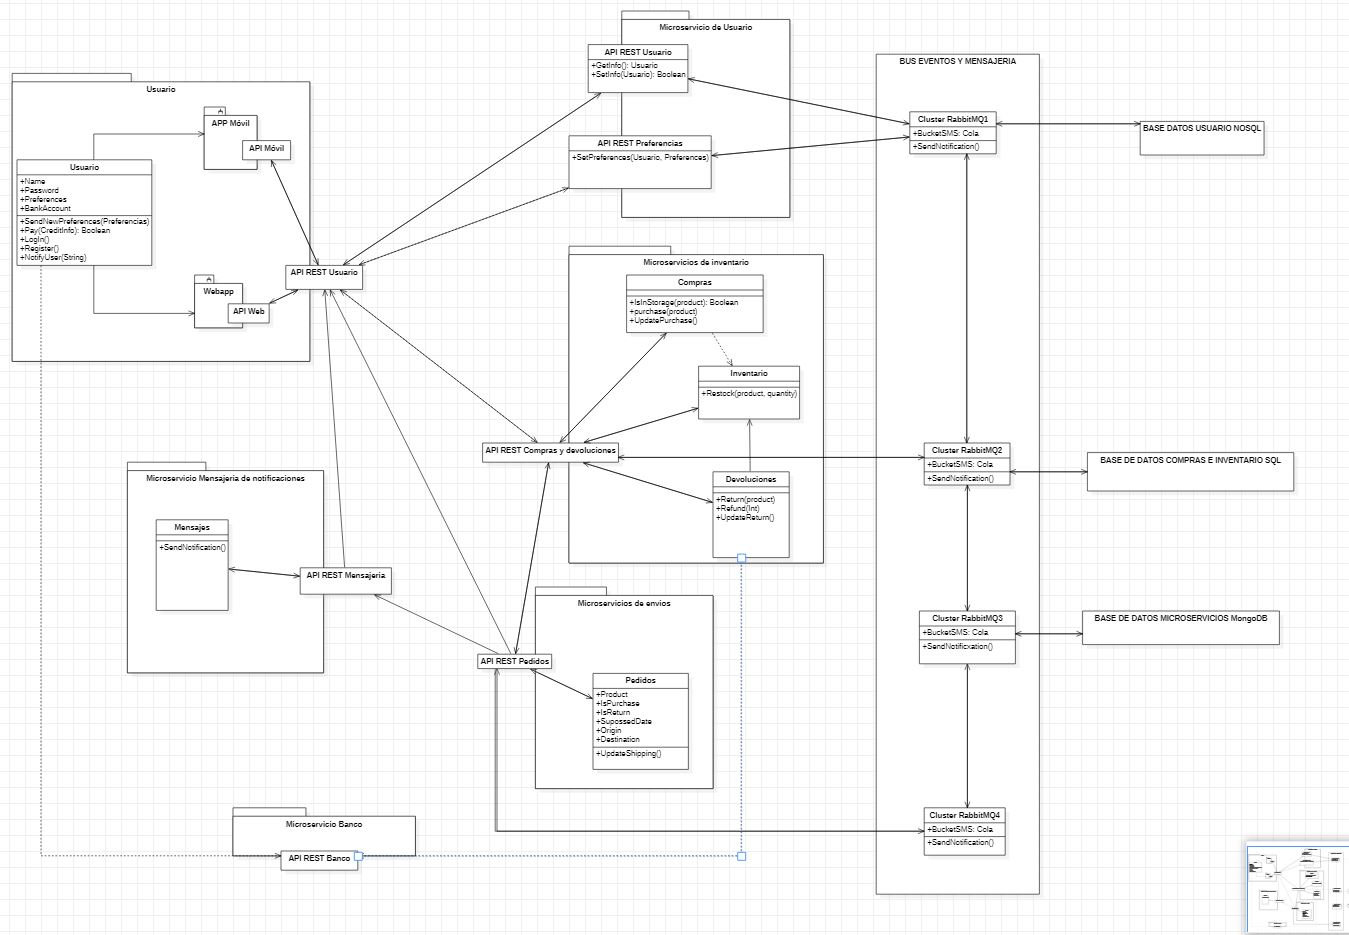 Usuario
APP Móvil
API Móvil
Usuario
+Name
+Password
+Preferences
+BankAccount
+SendNewPreferences(Preferencias)
+Pay(CreditInfo): Boolean
+LogIn()
+Register()
+NotifyUser(String)
Webapp
API Web
API REST Usuario
Microservicio de Usuario
API REST Usuario
+GetInfo(): Usuario
+SetInfo(Usuario): Boolean
API REST Preferencias
+SetPreferences(Usuario, Preferences)
Microservicios de inventario
Compras
+IsInStorage(product): Boolean
+purchase(product)
+UpdatePurchase()
Inventario
+Restock(product, quantity)
API REST Compras y devoluciones
Devoluciones
+Return(product)
+Refund(Int)
+UpdateReturn()
Microservicio Mensajeria de notificaciones
Mensajes
+SendNotification()
API REST Mensajeria
Microservicios de envios
API REST Pedidos
Pedidos
+Product
+IsPurchase
+IsReturn
+SupossedDate
+Origin
+Destination
+UpdateShipping()
Microservicio Banco
API REST Banco
BUS EVENTOS Y MENSAJERIA
Cluster RabbitMQ1
+BucketSMS: Cola
+SendNotification()
BASE DATOS USUARIO NOSQL
Cluster RabbitMQ2
+BucketSMS: Cola
+SendNotification()
BASE DE DATOS COMPRAS E INVENTARIO SQL
Cluster RabbitMQ3
+BucketSMS: Cola
+SendNotificxation()
BASE DE DATOS MICROSERVICIOS MongoDB
Cluster RabbitMQ4
+BucketSMS: Cola
+SendNotification()